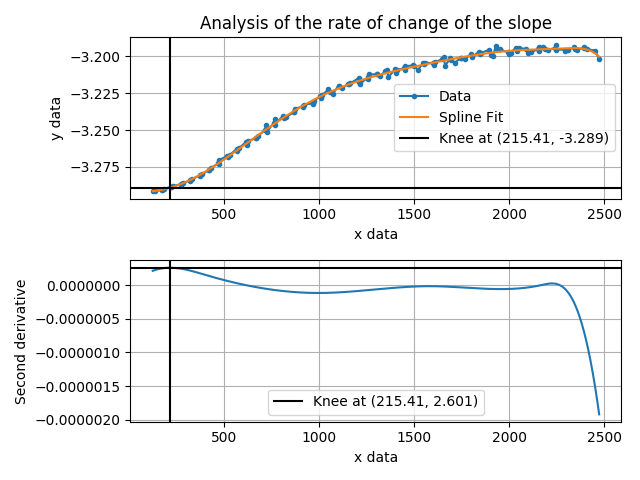 Analysis of the rate of change of the slope
y data
−3.200
−3.225
−3.250
−3.275
Data
Spline Fit
Knee at (215.41, -3.289)
500
1000
1500
2000
2500
x data
Second derivative
0.0000000
−0.0000005
−0.0000010
−0.0000015
−0.0000020
Knee at (215.41, 2.601)
500
1000
1500
2000
2500
x data